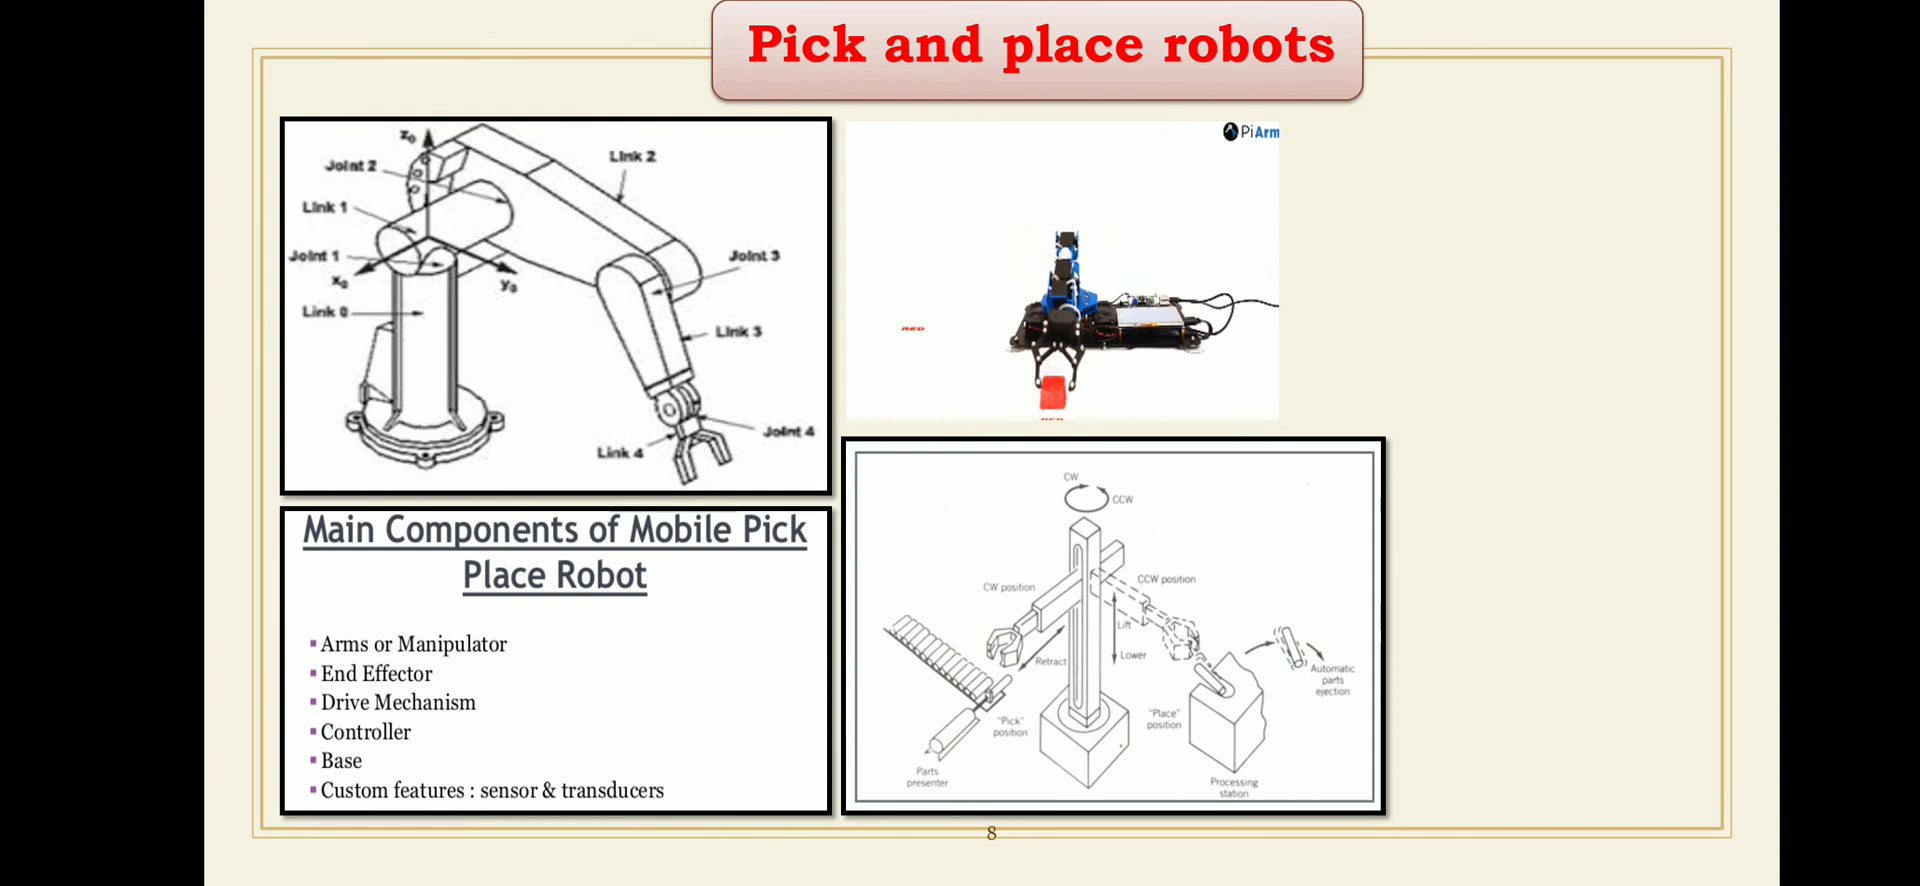 Pick and place robots
z₀
Joint 2
Link 2
Link 1
Joint 1
Joint 3
x₀
y₀
Link 0
Link 3
Joint 4
Link 4
PiArm
RED
RED
Main Components of Mobile Pick
Place Robot
▪ Arms or Manipulator
▪ End Effector
▪ Drive Mechanism
▪ Controller
▪ Base
▪ Custom features : sensor & transducers
CW
CCW
CW position
CCW position
Lift
Lower
Retract
Automatic
parts
ejection
"Pick"
position
"Place"
position
Parts
presenter
Processing
station
8